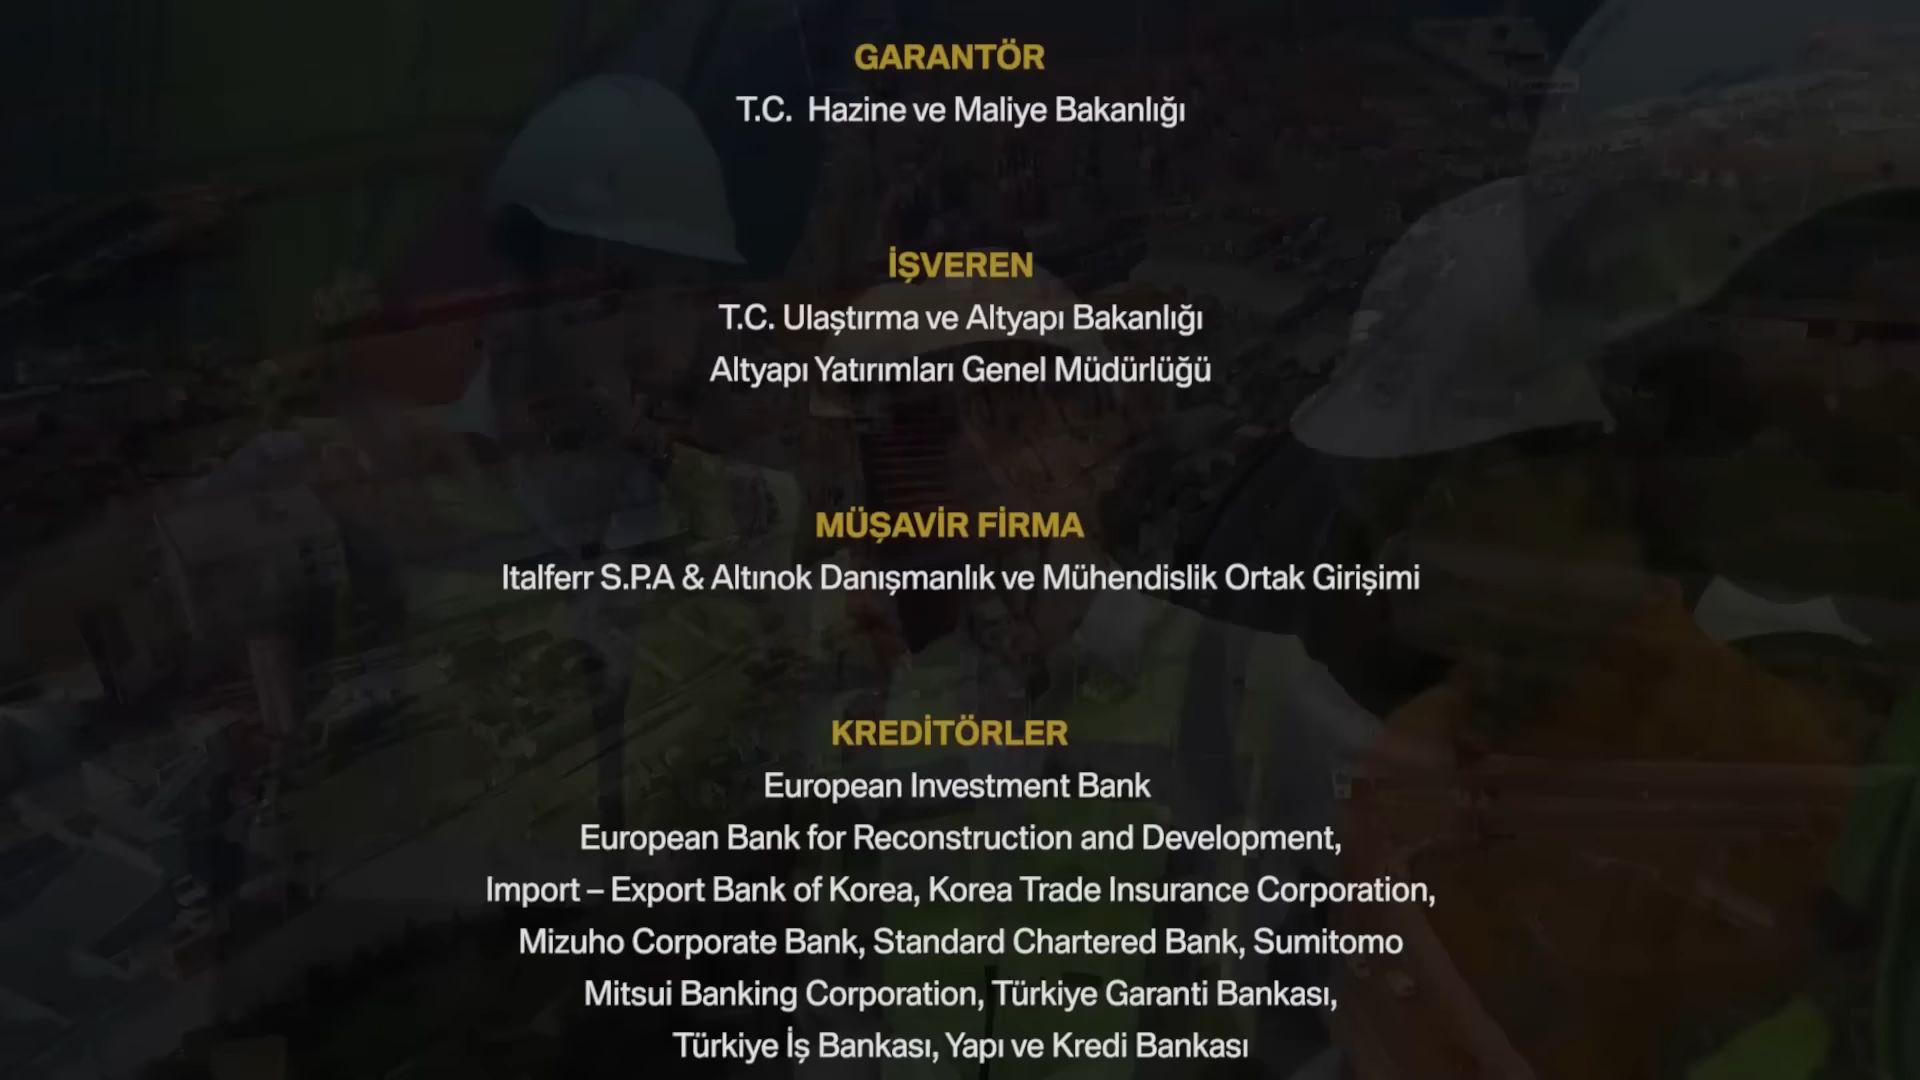 GARANTÖR
T.C. Hazine ve Maliye Bakanlığı
İŞVEREN
T.C. Ulaştırma ve Altyapı Bakanlığı
Altyapı Yatırımları Genel Müdürlüğü
MÜŞAVİR FİRMA
Italferr S.P.A & Altınok Danışmanlık ve Mühendislik Ortak Girişimi
KREDİTÖRLER
European Investment Bank
European Bank for Reconstruction and Development,
Import – Export Bank of Korea, Korea Trade Insurance Corporation,
Mizuho Corporate Bank, Standard Chartered Bank, Sumitomo
Mitsui Banking Corporation, Türkiye Garanti Bankası,
Türkiye İş Bankası, Yapı ve Kredi Bankası